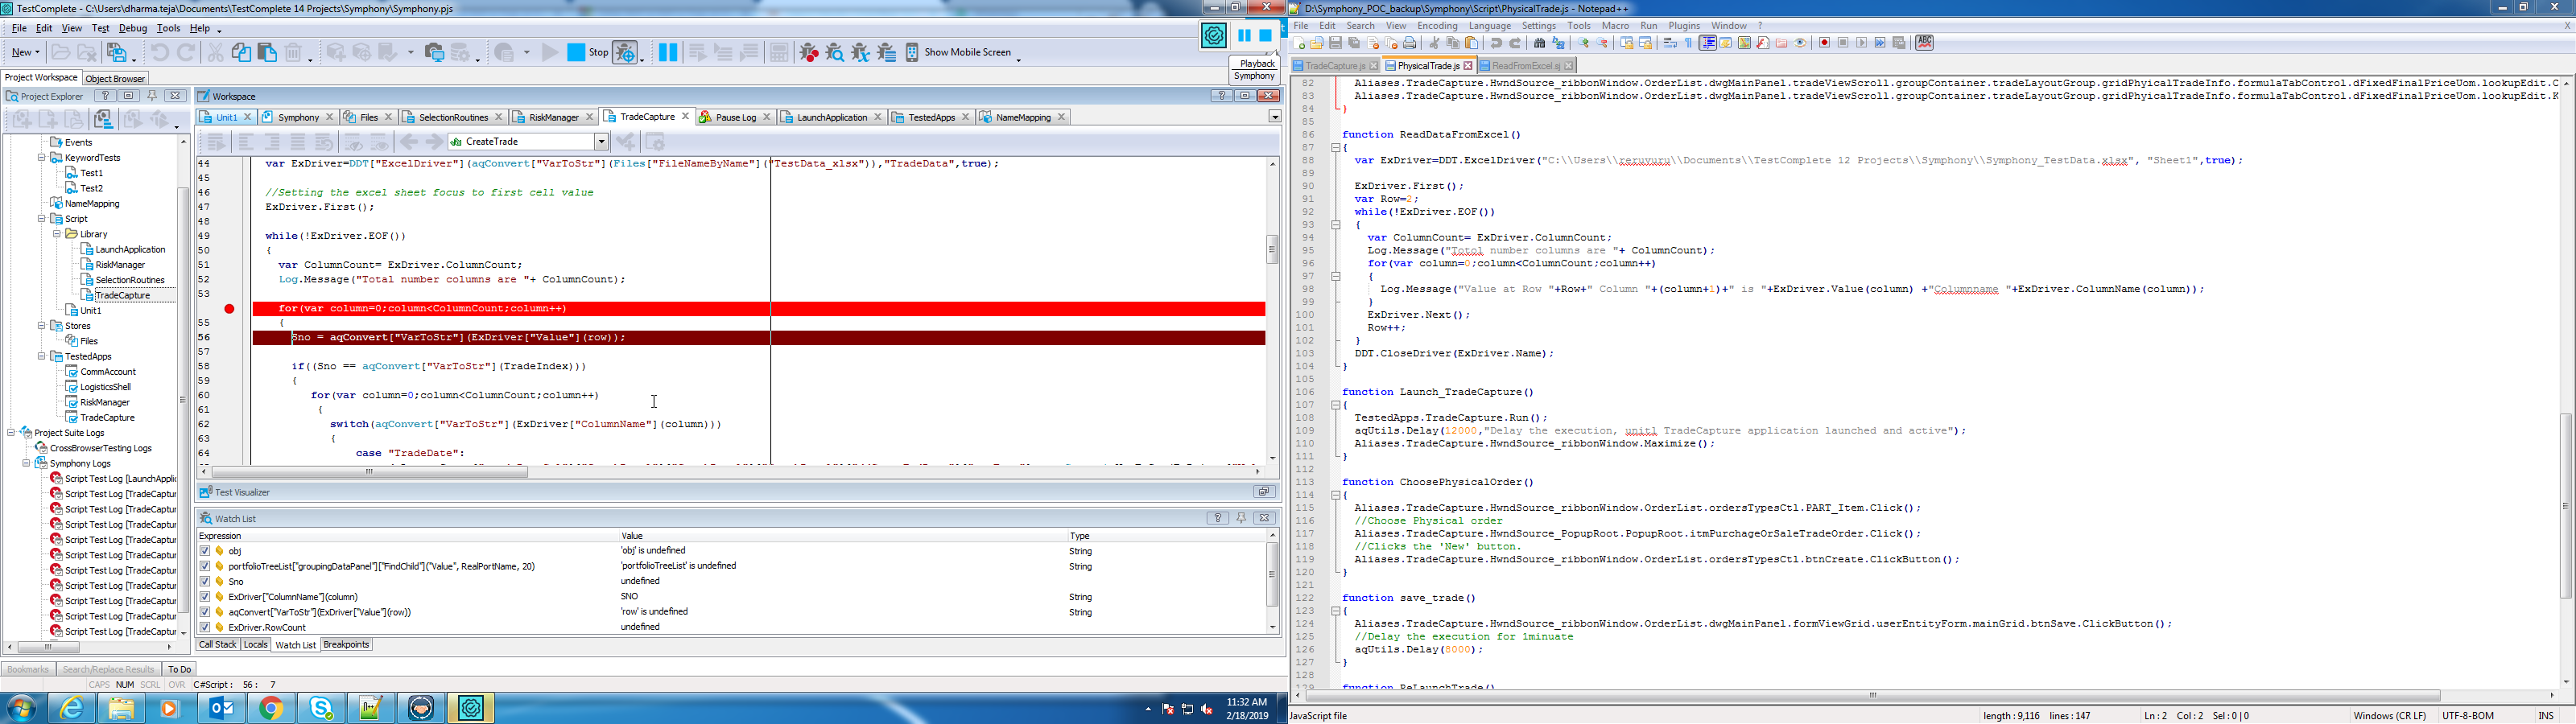 TestComplete - C:\Users\dharma.teja\Documents\TestComplete 14 Projects\Symphony\Symphony.pjs
File Edit View Test Debug Tools Help
New Stop Show Mobile Screen
Playback
Symphony
Project Workspace Object Browser
Project Explorer
Events
KeywordTests
Test1
Test2
NameMapping
Script
Library
LaunchApplication
RiskManager
SelectionRoutines
TradeCapture
Unit1
Stores
Files
TestedApps
CommAccount
LogisticsShell
RiskManager
TradeCapture
Project Suite Logs
CrossBrowserTesting Logs
Symphony Logs
Script Test Log [LaunchApplic
Script Test Log [TradeCaptur
Script Test Log [TradeCaptur
Script Test Log [TradeCaptur
Script Test Log [TradeCaptur
Script Test Log [TradeCaptur
Script Test Log [TradeCaptur
Script Test Log [TradeCaptur
Script Test Log [TradeCaptur
Script Test Log [TradeCaptur
Script Test Log [TradeCaptur
Workspace
Unit1 Symphony Files SelectionRoutines RiskManager TradeCapture Pause Log LaunchApplication TestedApps NameMapping
CreateTrade
44 var ExDriver=DDT["ExcelDriver"](aqConvert["VarToStr"](Files["FileNameByName"]("TestData_xlsx")),"TradeData",true);
45
46 //Setting the excel sheet focus to first cell value
47 ExDriver.First();
48
49 while(!ExDriver.EOF())
50 {
51 var ColumnCount= ExDriver.ColumnCount;
52 Log.Message("Total number columns are "+ ColumnCount);
53
for(var column=0;column<ColumnCount;column++)
55 {
56 Sno = aqConvert["VarToStr"](ExDriver["Value"](row));
57
58 if((Sno == aqConvert["VarToStr"](TradeIndex)))
59 {
60 for(var column=0;column<ColumnCount;column++)
61 {
62 switch(aqConvert["VarToStr"](ExDriver["ColumnName"](column)))
63 {
64 case "TradeDate":
Test Visualizer
Watch List
Expression Value Type
obj 'obj' is undefined String
portfolioTreeList["groupingDataPanel"]["FindChild"]("Value", RealPortName, 20) 'portfolioTreeList' is undefined String
Sno undefined
ExDriver["ColumnName"](column) SNO String
aqConvert["VarToStr"](ExDriver["Value"](row)) 'row' is undefined String
ExDriver.RowCount undefined
Call Stack Locals Watch List Breakpoints
Bookmarks Search/Replace Results To Do
CAPS NUM SCRL OVR C#Script : 56 : 7
11:32 AM
2/18/2019
D:\Symphony_POC_backup\Symphony\Script\PhysicalTrade.js - Notepad++
File Edit Search View Encoding Language Settings Tools Macro Run Plugins Window ? X
TradeCapture.js PhysicalTrade.js ReadFromExcel.sj
82 Aliases.TradeCapture.HwndSource_ribbonWindow.OrderList.dwgMainPanel.tradeViewScroll.groupContainer.tradeLayoutGroup.gridPhyicalTradeInfo.formulaTabControl.dFixedFinalPriceUom.lookupEdit.C
83 Aliases.TradeCapture.HwndSource_ribbonWindow.OrderList.dwgMainPanel.tradeViewScroll.groupContainer.tradeLayoutGroup.gridPhyicalTradeInfo.formulaTabControl.dFixedFinalPriceUom.lookupEdit.K
84 }
85
86 function ReadDataFromExcel()
87 {
88 var ExDriver=DDT.ExcelDriver("C:\\Users\\reruvuru\\Documents\\TestComplete 12 Projects\\Symphony\\Symphony_TestData.xlsx", "Sheet1",true);
89
90 ExDriver.First();
91 var Row=2;
92 while(!ExDriver.EOF())
93 {
94 var ColumnCount= ExDriver.ColumnCount;
95 Log.Message("Totol number columns are "+ ColumnCount);
96 for(var column=0;column<ColumnCount;column++)
97 {
98 Log.Message("Value at Row "+Row+" Column "+(column+1)+" is "+ExDriver.Value(column) +"Columnname "+ExDriver.ColumnName(column));
99 }
100 ExDriver.Next();
101 Row++;
102 }
103 DDT.CloseDriver(ExDriver.Name);
104 }
105
106 function Launch_TradeCapture()
107 {
108 TestedApps.TradeCapture.Run();
109 aqUtils.Delay(12000,"Delay the execution, unitl TradeCapture application launched and active");
110 Aliases.TradeCapture.HwndSource_ribbonWindow.Maximize();
111 }
112
113 function ChoosePhysicalOrder()
114 {
115 Aliases.TradeCapture.HwndSource_ribbonWindow.OrderList.ordersTypesCtl.PART_Item.Click();
116 //Choose Physical order
117 Aliases.TradeCapture.HwndSource_PopupRoot.PopupRoot.itmPurchageOrSaleTradeOrder.Click();
118 //Clicks the 'New' button.
119 Aliases.TradeCapture.HwndSource_ribbonWindow.OrderList.ordersTypesCtl.btnCreate.ClickButton();
120 }
121
122 function save_trade()
123 {
124 Aliases.TradeCapture.HwndSource_ribbonWindow.OrderList.dwgMainPanel.formViewGrid.userEntityForm.mainGrid.btnSave.ClickButton();
125 //Delay the execution for 1minuate
126 aqUtils.Delay(8000);
127 }
128
129 function ReLaunchTrade()
JavaScript file length : 9,116 lines : 147 Ln : 2 Col : 2 Sel : 0 | 0 Windows (CR LF) UTF-8-BOM INS